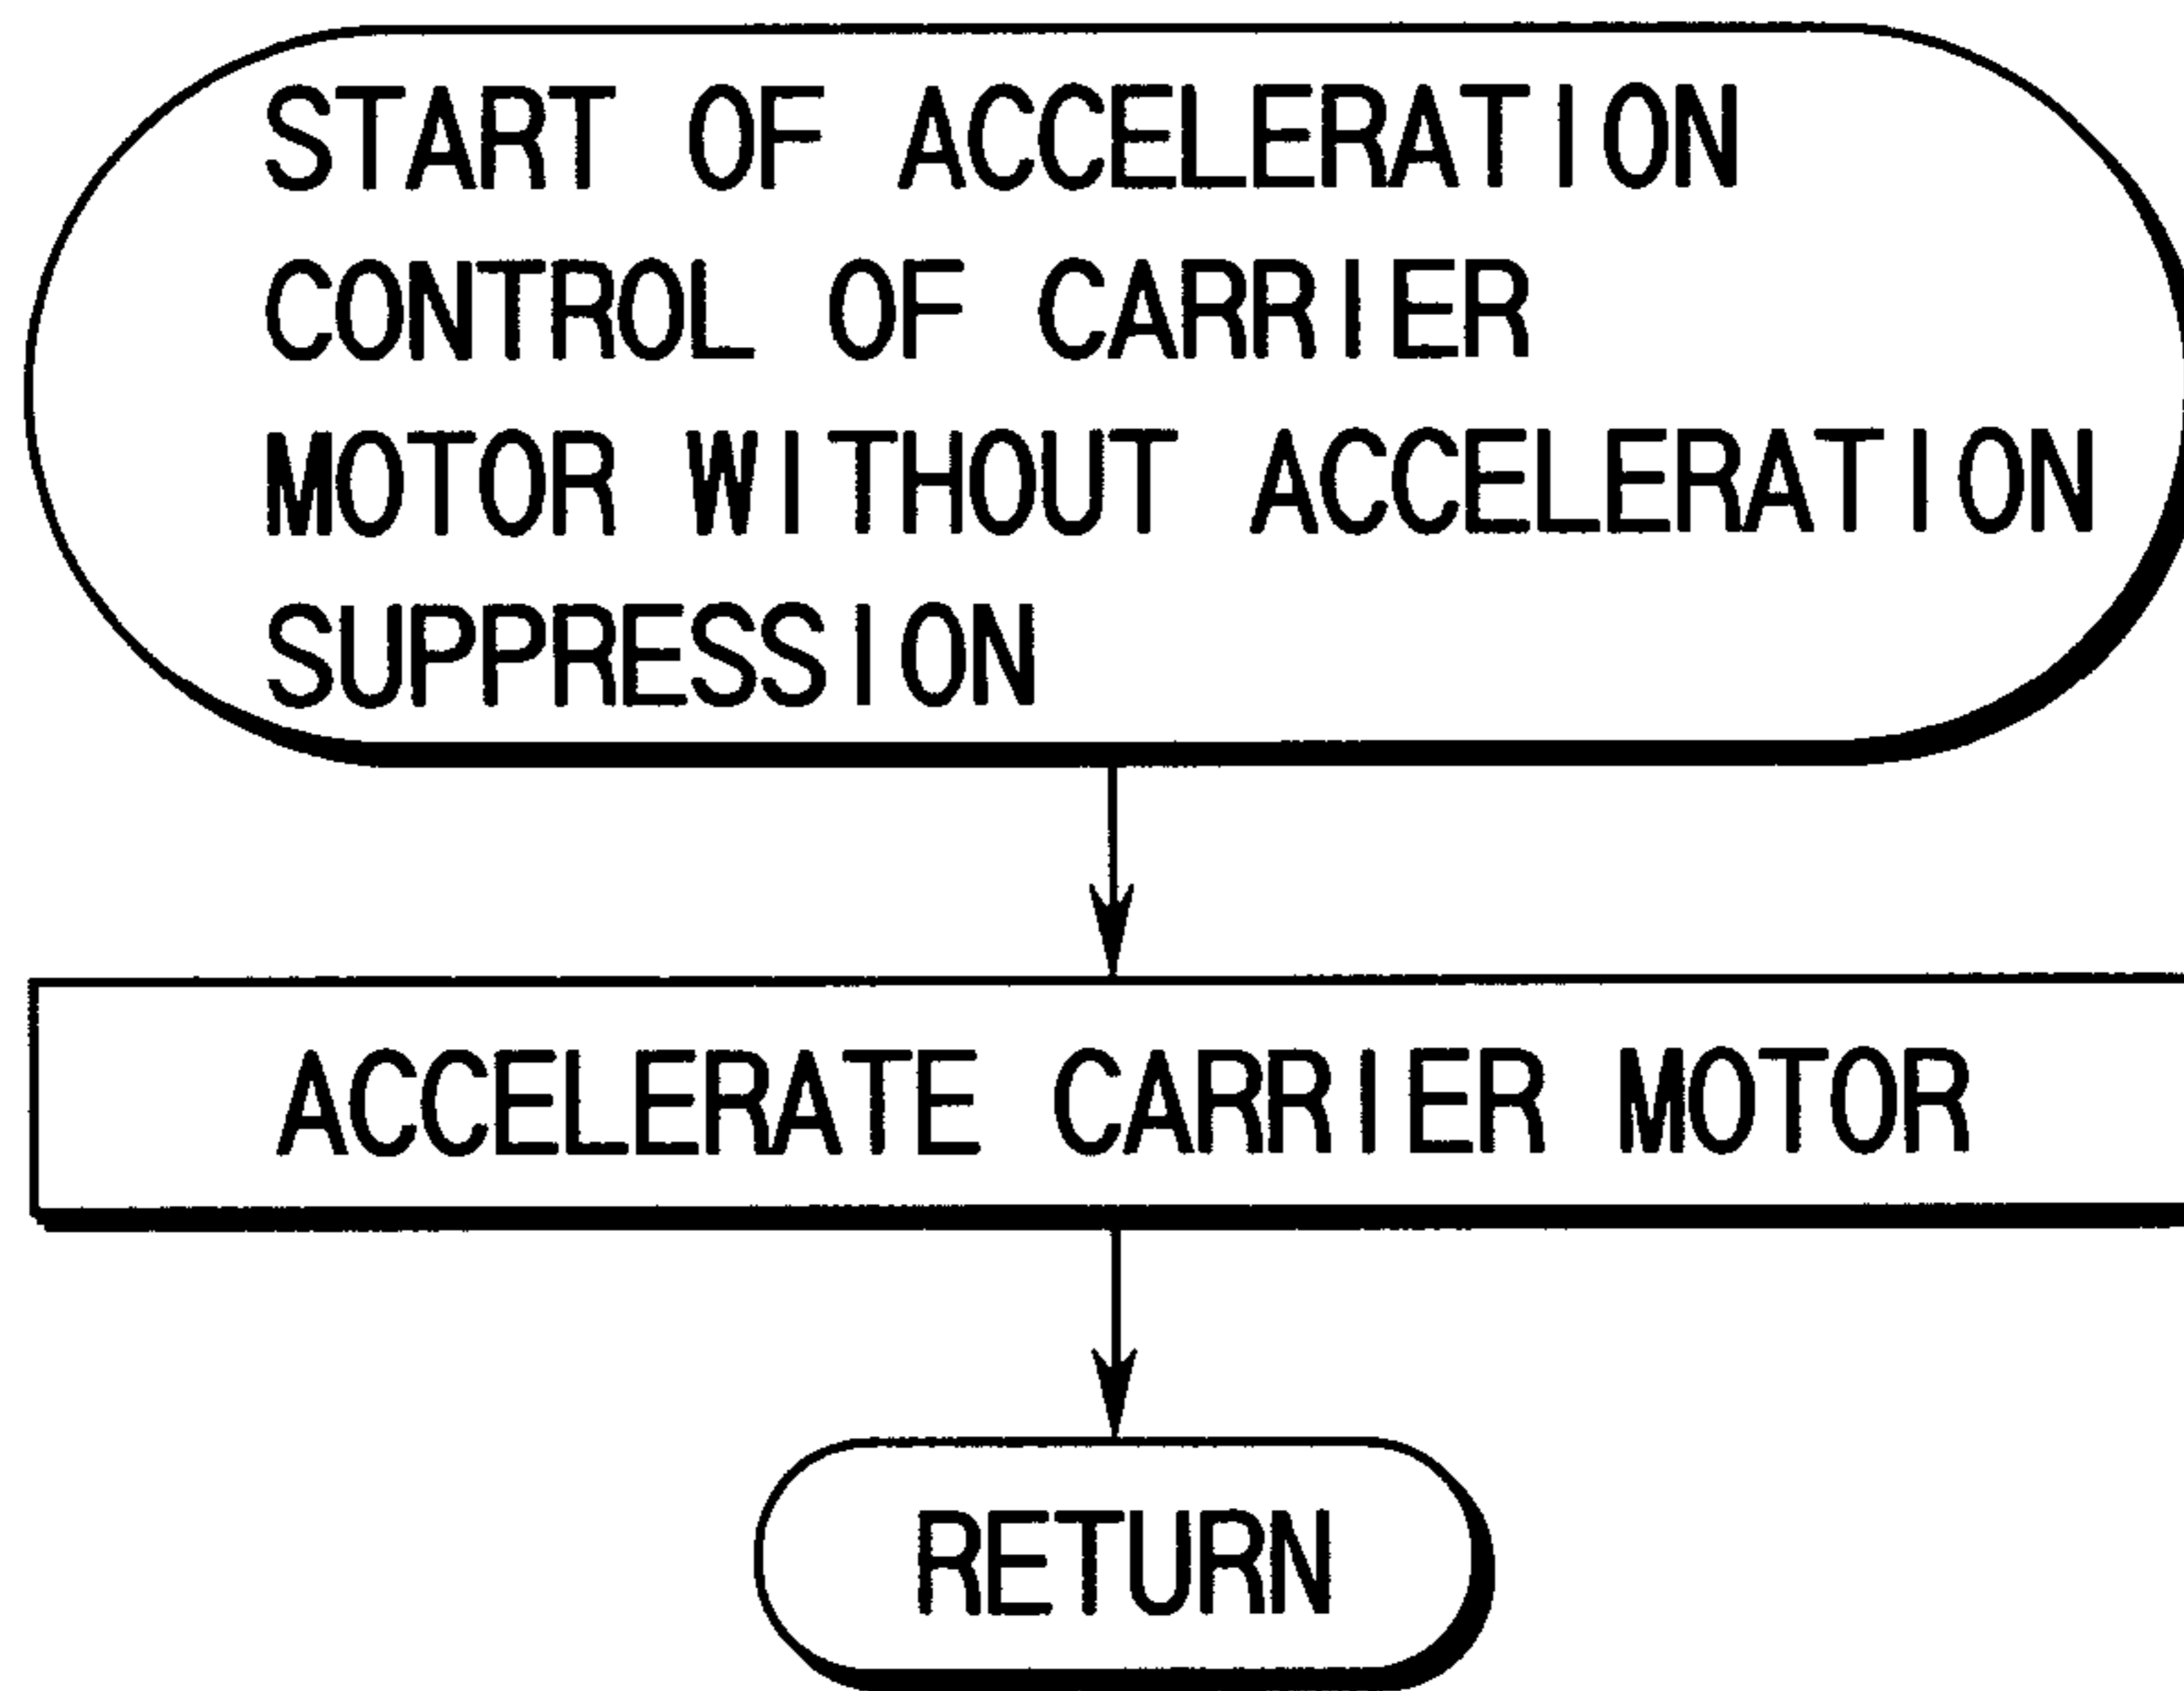 START OF ACCELERATION
CONTROL OF CARRIER
MOTOR WITHOUT ACCELERATION
SUPPRESSION
ACCELERATE CARRIER MOTOR
RETURN